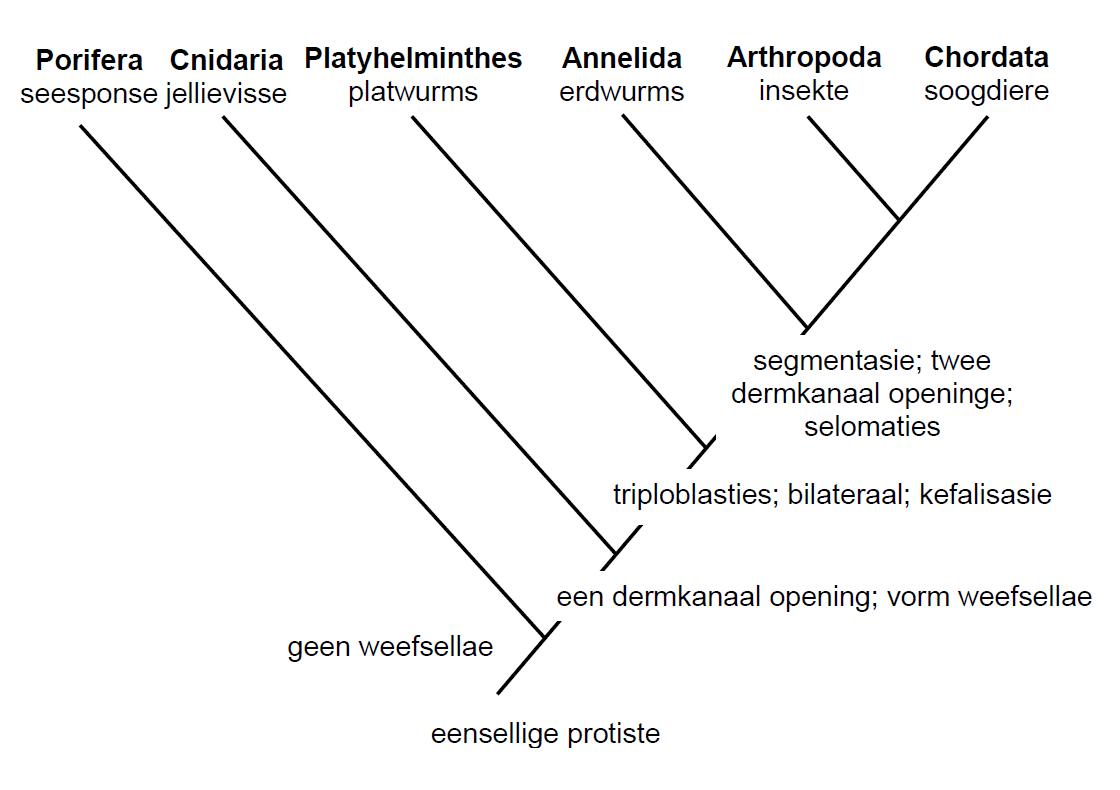 Porifera Cnidaria Platyhelminthes Annelida Arthropoda Chordata
seesponse jellievisse platwurms erdwurms insekte soogdiere
segmentasie; twee
dermkanaal openinge;
selomaties
triploblasties; bilateraal; kefalisasie
een dermkanaal opening; vorm weefsellae
geen weefsellae
eensellige protiste